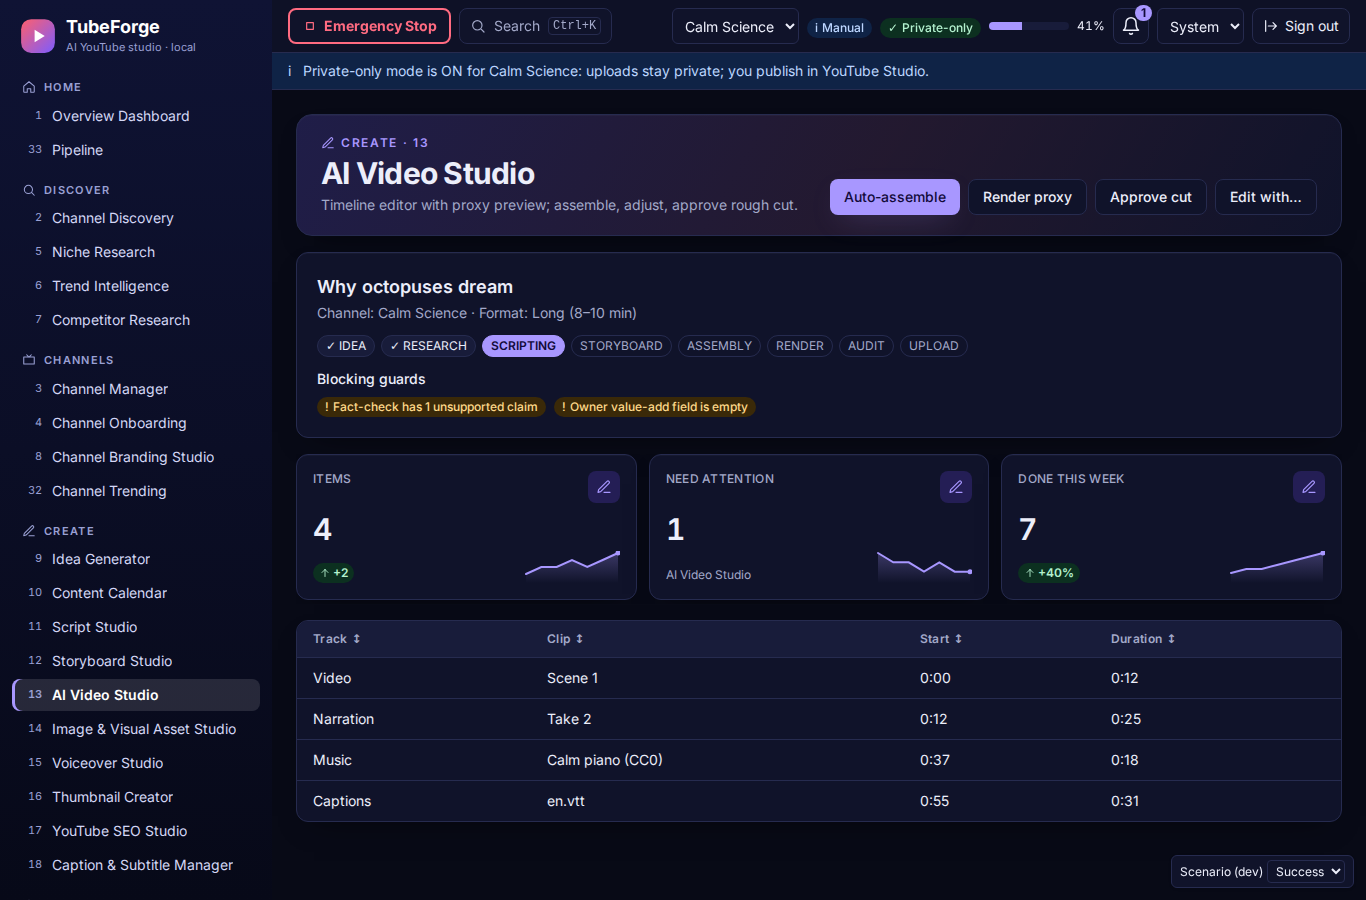 TubeForge
AI YouTube studio · local
HOME
1 Overview Dashboard
33 Pipeline
DISCOVER
2 Channel Discovery
5 Niche Research
6 Trend Intelligence
7 Competitor Research
CHANNELS
3 Channel Manager
4 Channel Onboarding
8 Channel Branding Studio
32 Channel Trending
CREATE
9 Idea Generator
10 Content Calendar
11 Script Studio
12 Storyboard Studio
13 AI Video Studio
14 Image & Visual Asset Studio
15 Voiceover Studio
16 Thumbnail Creator
17 YouTube SEO Studio
18 Caption & Subtitle Manager
Emergency Stop Search Ctrl+K Calm Science i Manual ✓ Private-only 41% 1 System Sign out
i Private-only mode is ON for Calm Science: uploads stay private; you publish in YouTube Studio.
CREATE · 13
AI Video Studio
Timeline editor with proxy preview; assemble, adjust, approve rough cut.
Auto-assemble Render proxy Approve cut Edit with...
Why octopuses dream
Channel: Calm Science · Format: Long (8–10 min)
✓ IDEA ✓ RESEARCH SCRIPTING STORYBOARD ASSEMBLY RENDER AUDIT UPLOAD
Blocking guards
! Fact-check has 1 unsupported claim ! Owner value-add field is empty
ITEMS
4
↑ +2
NEED ATTENTION
1
AI Video Studio
DONE THIS WEEK
7
↑ +40%
Track ↕ Clip ↕ Start ↕ Duration ↕
Video Scene 1 0:00 0:12
Narration Take 2 0:12 0:25
Music Calm piano (CC0) 0:37 0:18
Captions en.vtt 0:55 0:31
Scenario (dev) Success